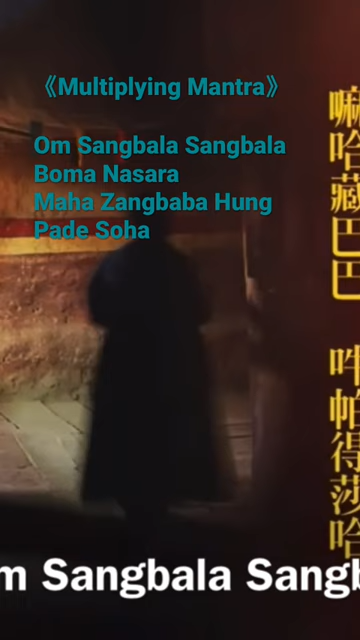 《Multiplying Mantra》
Om Sangbala Sangbala
Boma Nasara
Maha Zangbaba Hung
Pade Soha
嘛哈藏巴巴 吽帕得莎哈
m Sangbala Sangb